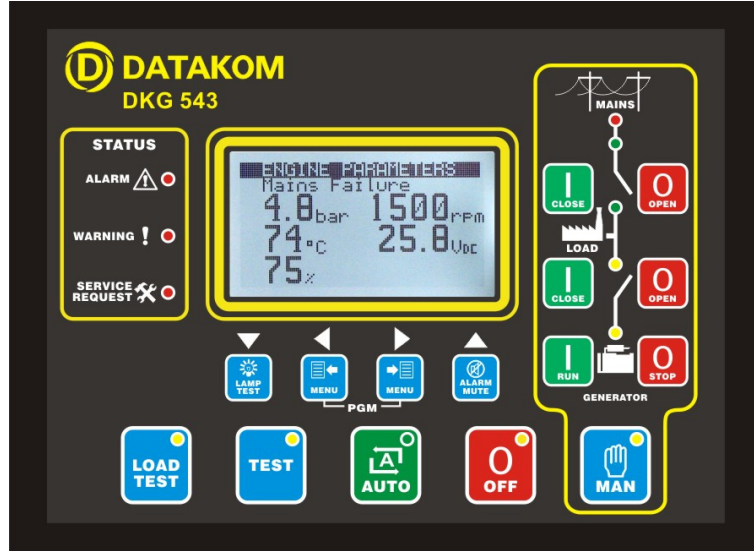 DATAKOM
DKG 543
STATUS
ALARM
WARNING !
SERVICE
REQUEST
ENGINE PARAMETERS
Mains Failure
4.8bar 1500rpm
74°C 25.8VDC
75%
LAMP
TEST
MENU
MENU
ALARM
MUTE
PGM
LOAD
TEST
TEST
A
AUTO
O
OFF
MAN
MAINS
I
CLOSE
O
OPEN
LOAD
I
CLOSE
O
OPEN
I
RUN
O
STOP
GENERATOR